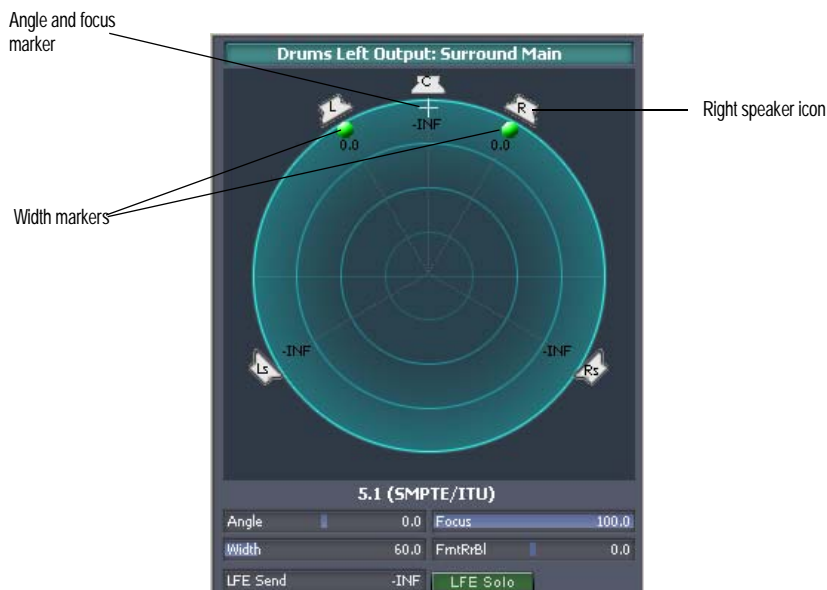 Angle and focus
marker
Drums Left Output: Surround Main
C
L
R
Right speaker icon
-INF
0.0
0.0
Width markers
-INF
-INF
Ls
Rs
5.1 (SMPTE/ITU)
Angle 0.0 Focus 100.0
Width 60.0 FrntRrBl 0.0
LFE Send -INF LFE Solo